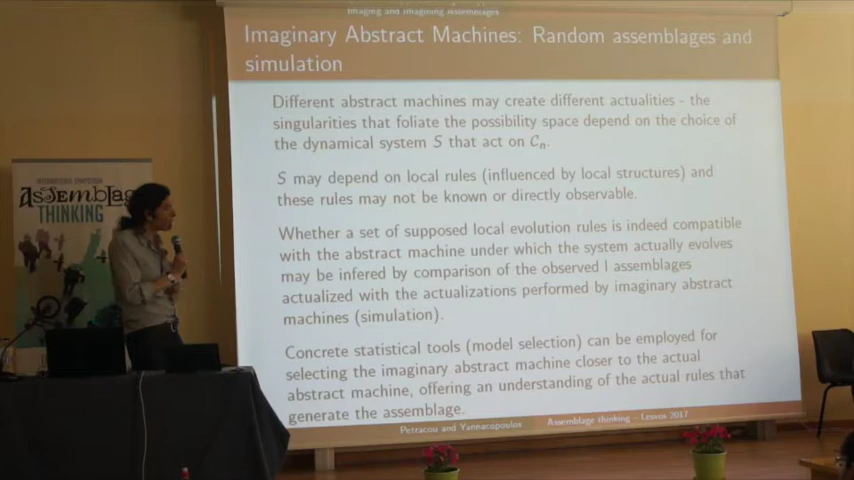 Imaging and Imagining Assemblages
Imaginary Abstract Machines: Random assemblages and
simulation
Different abstract machines may create different actualities - the
singularities that foliate the possibility space depend on the choice of
the dynamical system S that act on Cn.
S may depend on local rules (influenced by local structures) and
these rules may not be known or directly observable.
Whether a set of supposed local evolution rules is indeed compatible
with the abstract machine under which the system actually evolves
may be infered by comparison of the observed I assemblages
actualized with the actualizations performed by imaginary abstract
machines (simulation).
Concrete statistical tools (model selection) can be employed for
selecting the imaginary abstract machine closer to the actual
abstract machine, offering an understanding of the actual rules that
generate the assemblage.
Petracou and Yannacopoulos
Assemblage thinking - Lesvos 2017
INTERNATIONAL SYMPOSIUM
ASSEMBLAG
THINKING